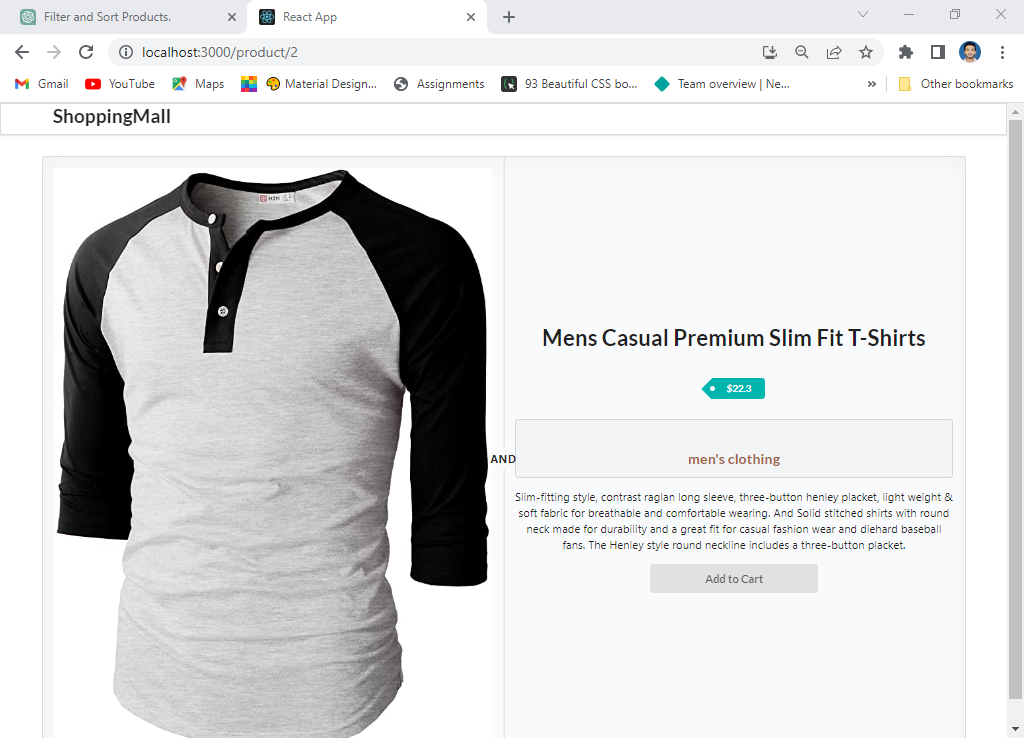 Filter and Sort Products.
React App
localhost:3000/product/2
Gmail
YouTube
Maps
Material Design...
Assignments
93 Beautiful CSS bo...
Team overview | Ne...
»
Other bookmarks
ShoppingMall
Mens Casual Premium Slim Fit T-Shirts
$22.3
AND
men's clothing
Slim-fitting style, contrast raglan long sleeve, three-button henley placket, light weight &
soft fabric for breathable and comfortable wearing. And Solid stitched shirts with round
neck made for durability and a great fit for casual fashion wear and diehard baseball
fans. The Henley style round neckline includes a three-button placket.
Add to Cart